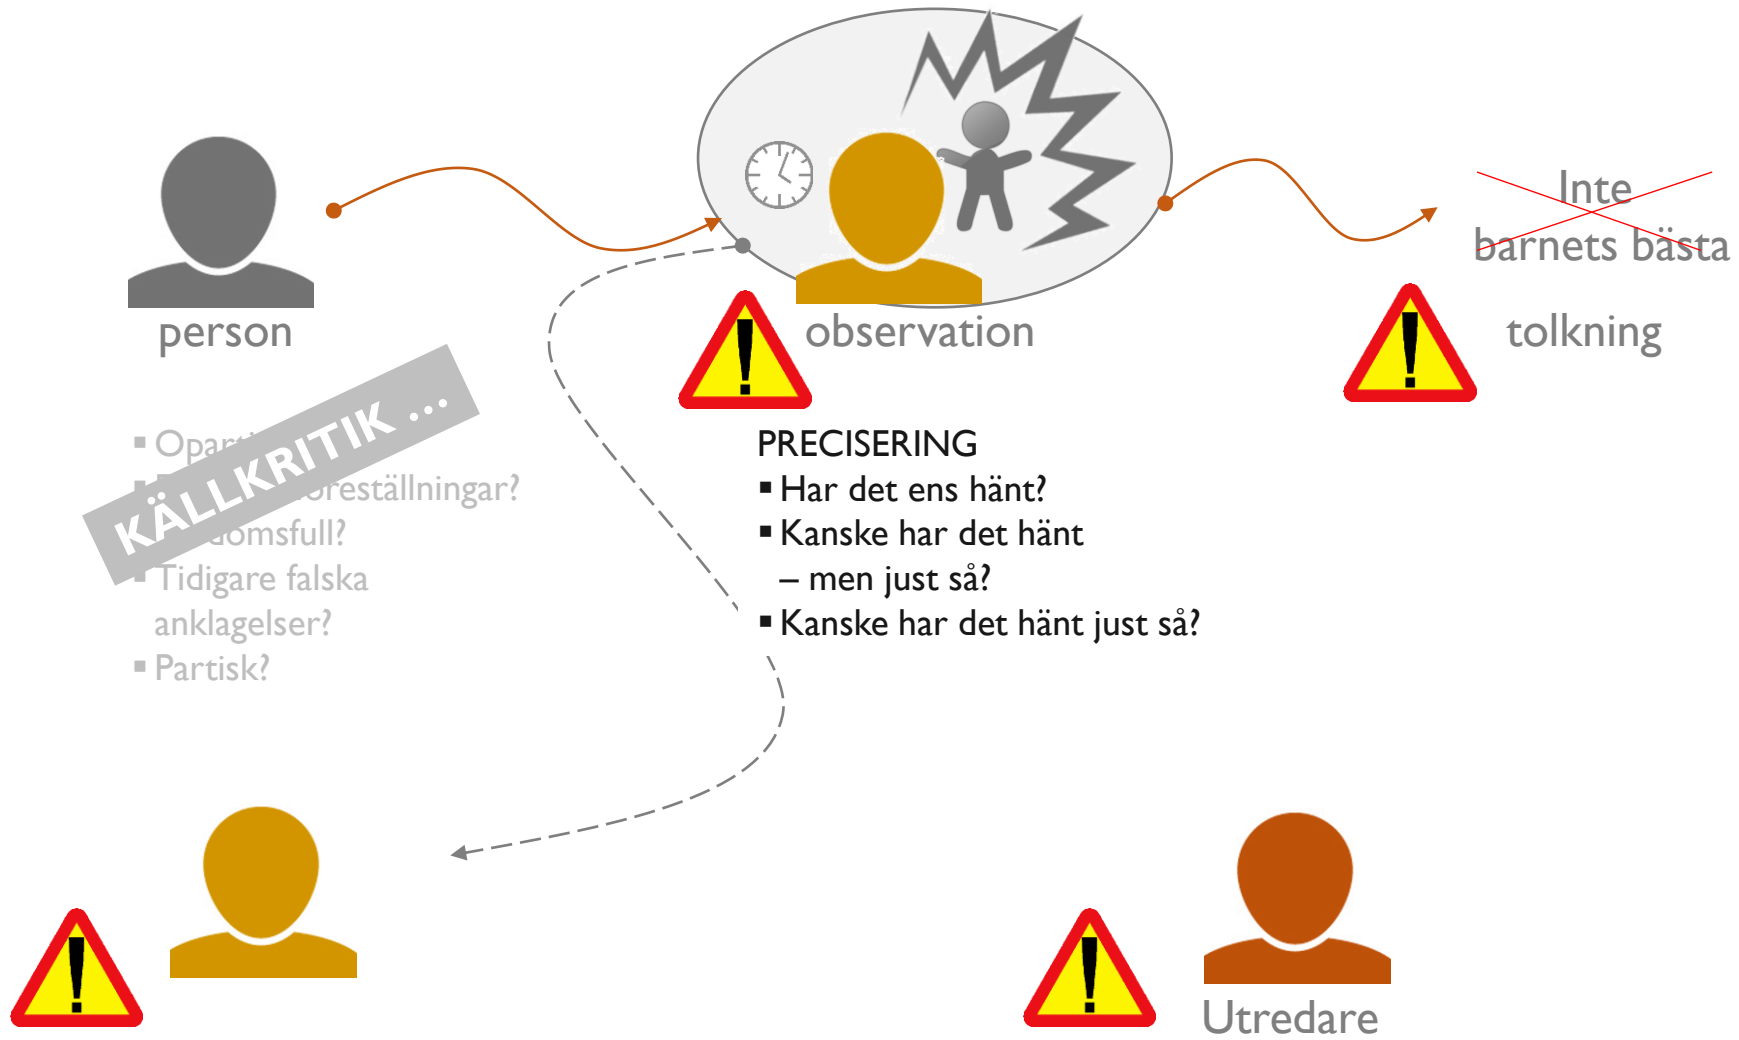 Inte
barnets bästa
person
observation
tolkning
KÄLLKRITIK ...
▪ Opar
öreställningar?
domsfull?
▪ Tidigare falska
anklagelser?
▪ Partisk?
PRECISERING
▪ Har det ens hänt?
▪ Kanske har det hänt
– men just så?
▪ Kanske har det hänt just så?
Utredare